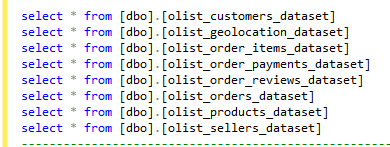 select * from [dbo].[olist_customers_dataset]
select * from [dbo].[olist_geolocation_dataset]
select * from [dbo].[olist_order_items_dataset]
select * from [dbo].[olist_order_payments_dataset]
select * from [dbo].[olist_order_reviews_dataset]
select * from [dbo].[olist_orders_dataset]
select * from [dbo].[olist_products_dataset]
select * from [dbo].[olist_sellers_dataset]
------------------------------------------------------